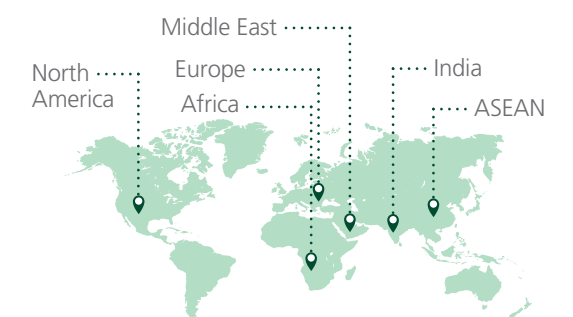 Middle East
North
America
Europe
India
Africa
ASEAN